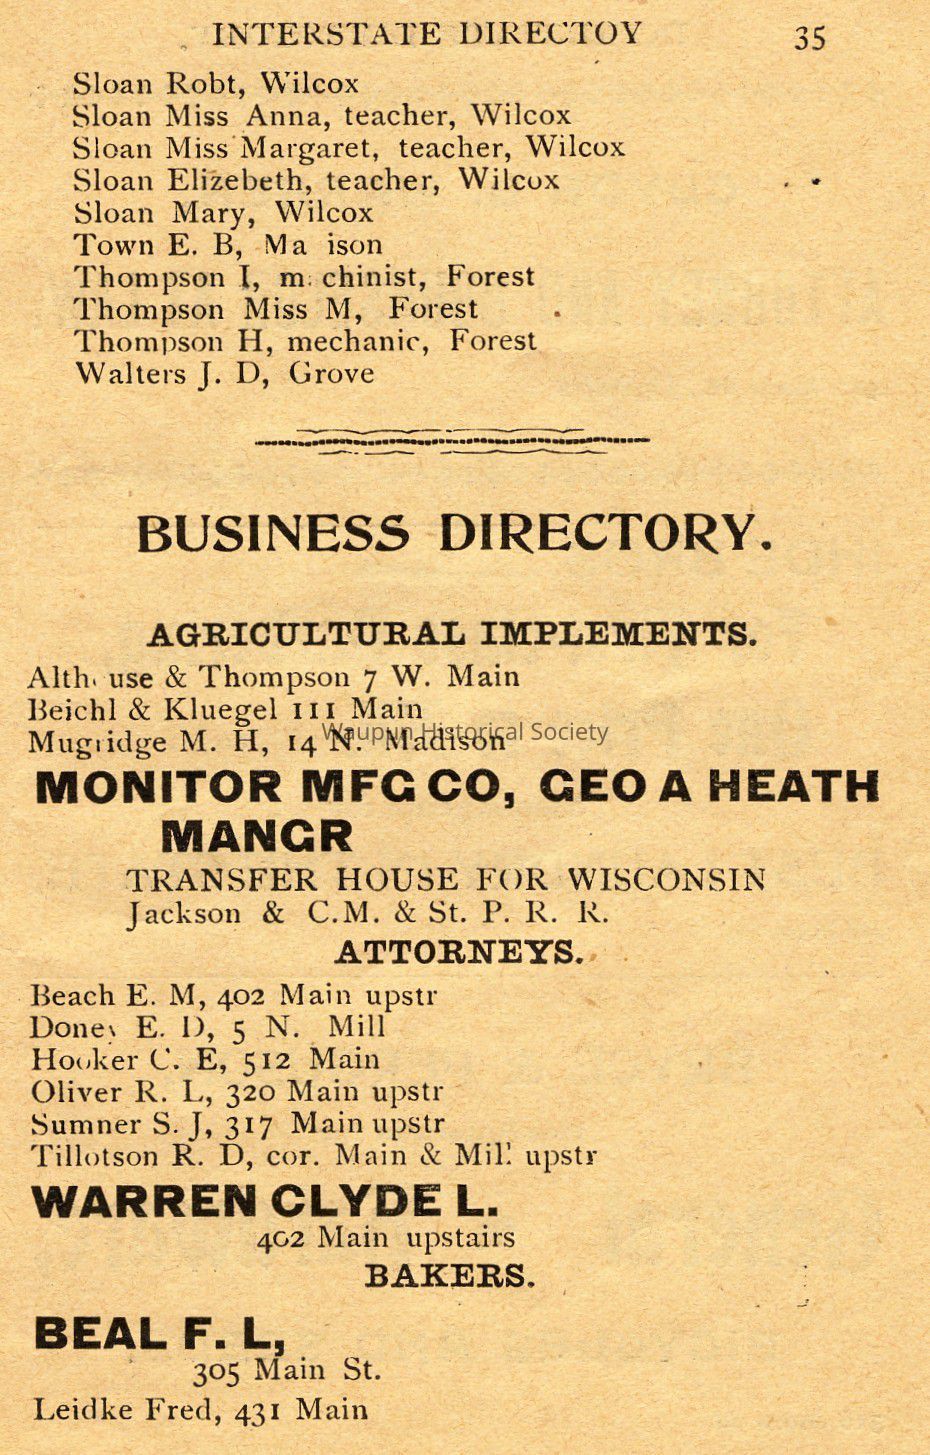 INTERSTATE DIRECTOY 35
Sloan Robt, Wilcox
Sloan Miss Anna, teacher, Wilcox
Sloan Miss Margaret, teacher, Wilcox
Sloan Elizebeth, teacher, Wilcox
Sloan Mary, Wilcox
Town E. B, Ma ison
Thompson I, m chinist, Forest
Thompson Miss M, Forest
Thompson H, mechanic, Forest
Walters J. D, Grove
BUSINESS DIRECTORY.
AGRICULTURAL IMPLEMENTS.
Alth use & Thompson 7 W. Main
Beichl & Kluegel 111 Main
Waupun Historical Society
Mugridge M. H, 14 N. Madison
MONITOR MFG CO, GEO A HEATH
MANGR
TRANSFER HOUSE FOR WISCONSIN
Jackson & C.M. & St. P. R. R.
ATTORNEYS.
Beach E. M, 402 Main upstr
Doney E. D, 5 N. Mill
Hooker C. E, 512 Main
Oliver R. L, 320 Main upstr
Sumner S. J, 317 Main upstr
Tillotson R. D, cor. Main & Mill upstr
WARREN CLYDE L.
402 Main upstairs
BAKERS.
BEAL F. L,
305 Main St.
Leidke Fred, 431 Main